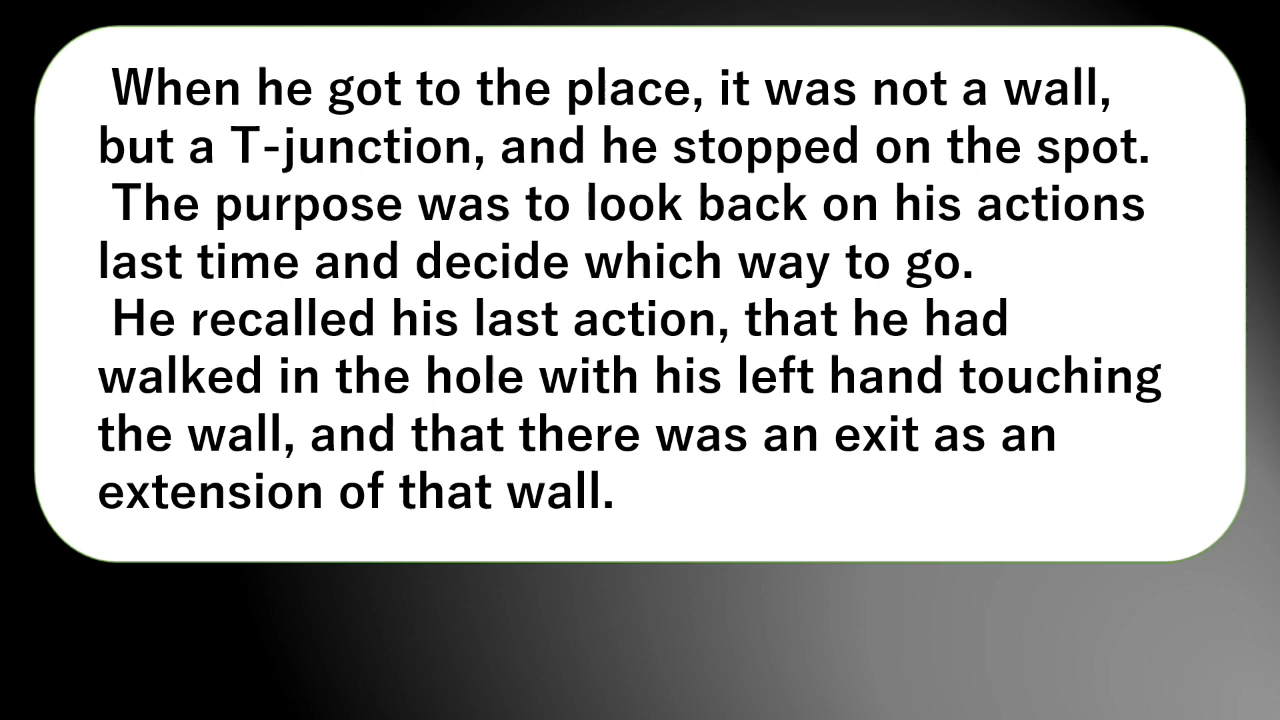 When he got to the place, it was not a wall,
but a T-junction, and he stopped on the spot.
The purpose was to look back on his actions
last time and decide which way to go.
He recalled his last action, that he had
walked in the hole with his left hand touching
the wall, and that there was an exit as an
extension of that wall.